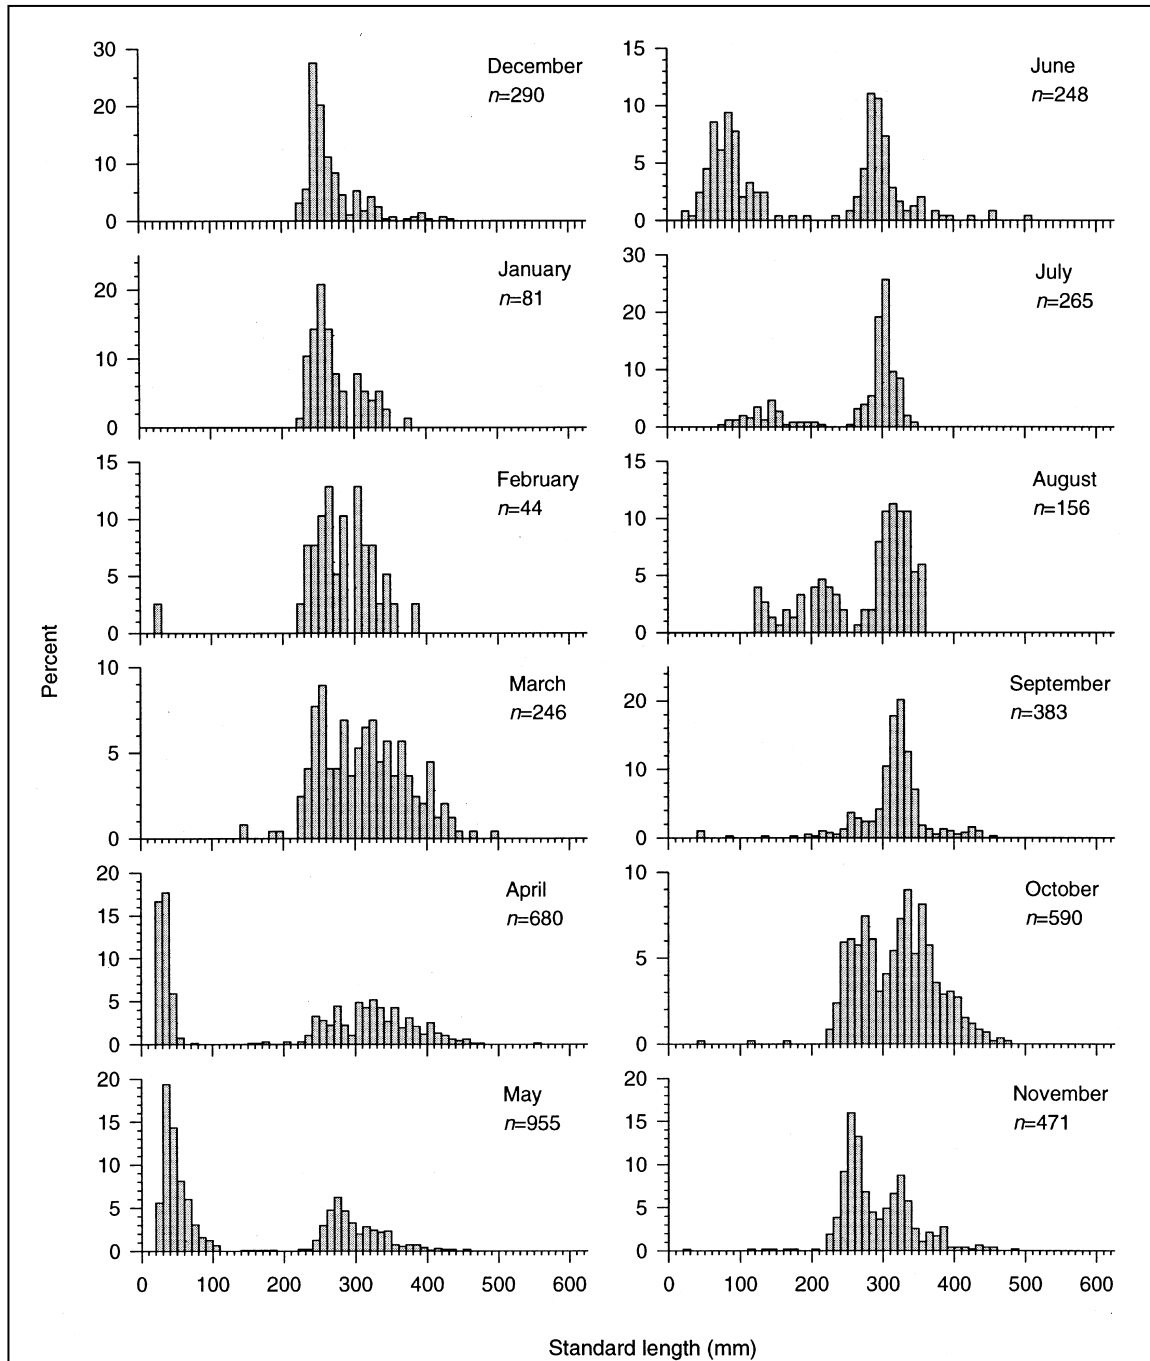 30
20
10
0
December
n=290
20
10
0
January
n=81
15
10
5
0
February
n=44
10
5
0
March
n=246
20
15
10
5
0
April
n=680
20
15
10
5
0
May
n=955
0 100 200 300 400 500 600
15
10
5
0
June
n=248
30
20
10
0
July
n=265
15
10
5
0
August
n=156
20
10
0
September
n=383
10
5
0
October
n=590
20
15
10
5
0
November
n=471
0 100 200 300 400 500 600
Percent
Standard length (mm)